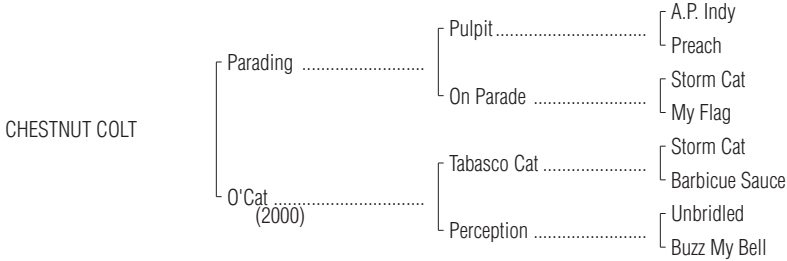 A.P. Indy
Pulpit ................................
Preach
Parading ..........................
Storm Cat
On Parade ........................
My Flag
CHESTNUT COLT
Storm Cat
Tabasco Cat ......................
Barbicue Sauce
O'Cat ................................
(2000)
Unbridled
Perception ........................
Buzz My Bell